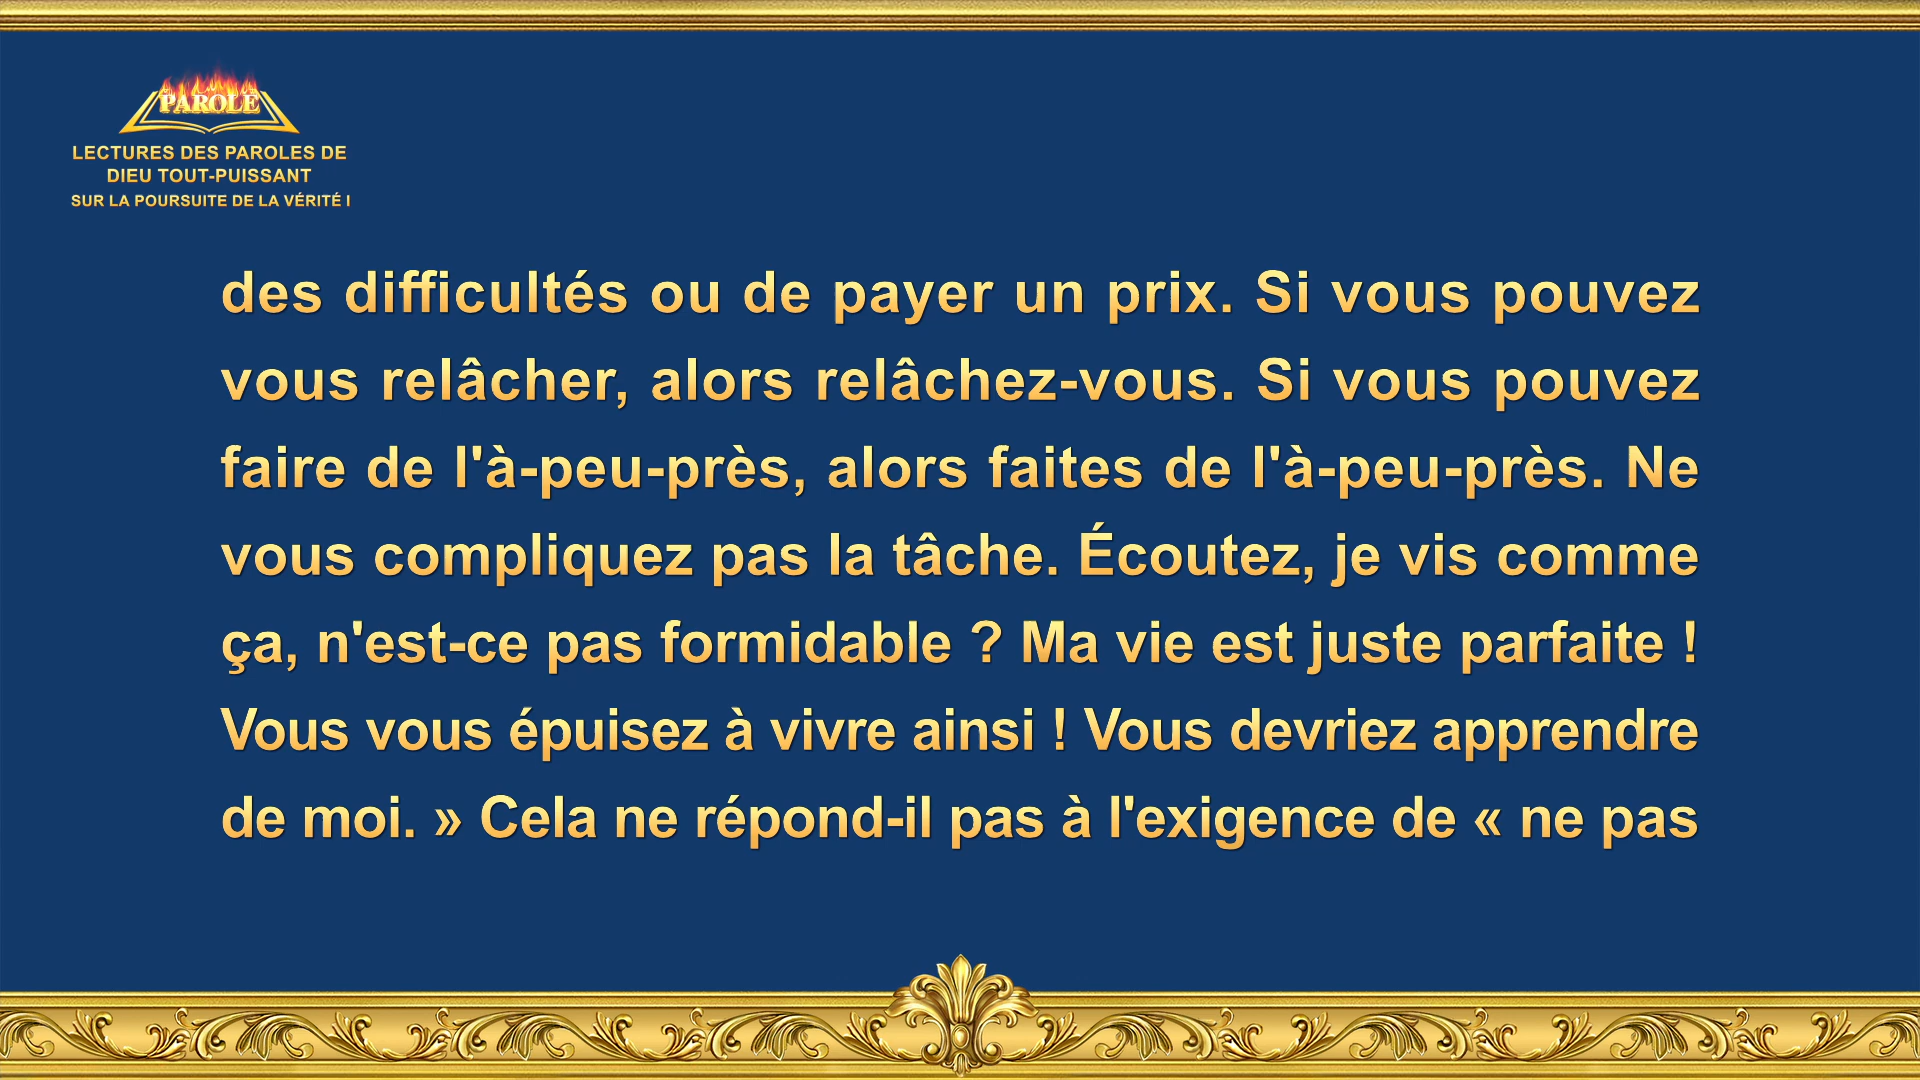 PAROLE
LECTURES DES PAROLES DE
DIEU TOUT-PUISSANT
SUR LA POURSUITE DE LA VÉRITÉ I
des difficultés ou de payer un prix. Si vous pouvez
vous relâcher, alors relâchez-vous. Si vous pouvez
faire de l'à-peu-près, alors faites de l'à-peu-près. Ne
vous compliquez pas la tâche. Écoutez, je vis comme
ça, n'est-ce pas formidable ? Ma vie est juste parfaite !
Vous vous épuisez à vivre ainsi ! Vous devriez apprendre
de moi. » Cela ne répond-il pas à l'exigence de « ne pas